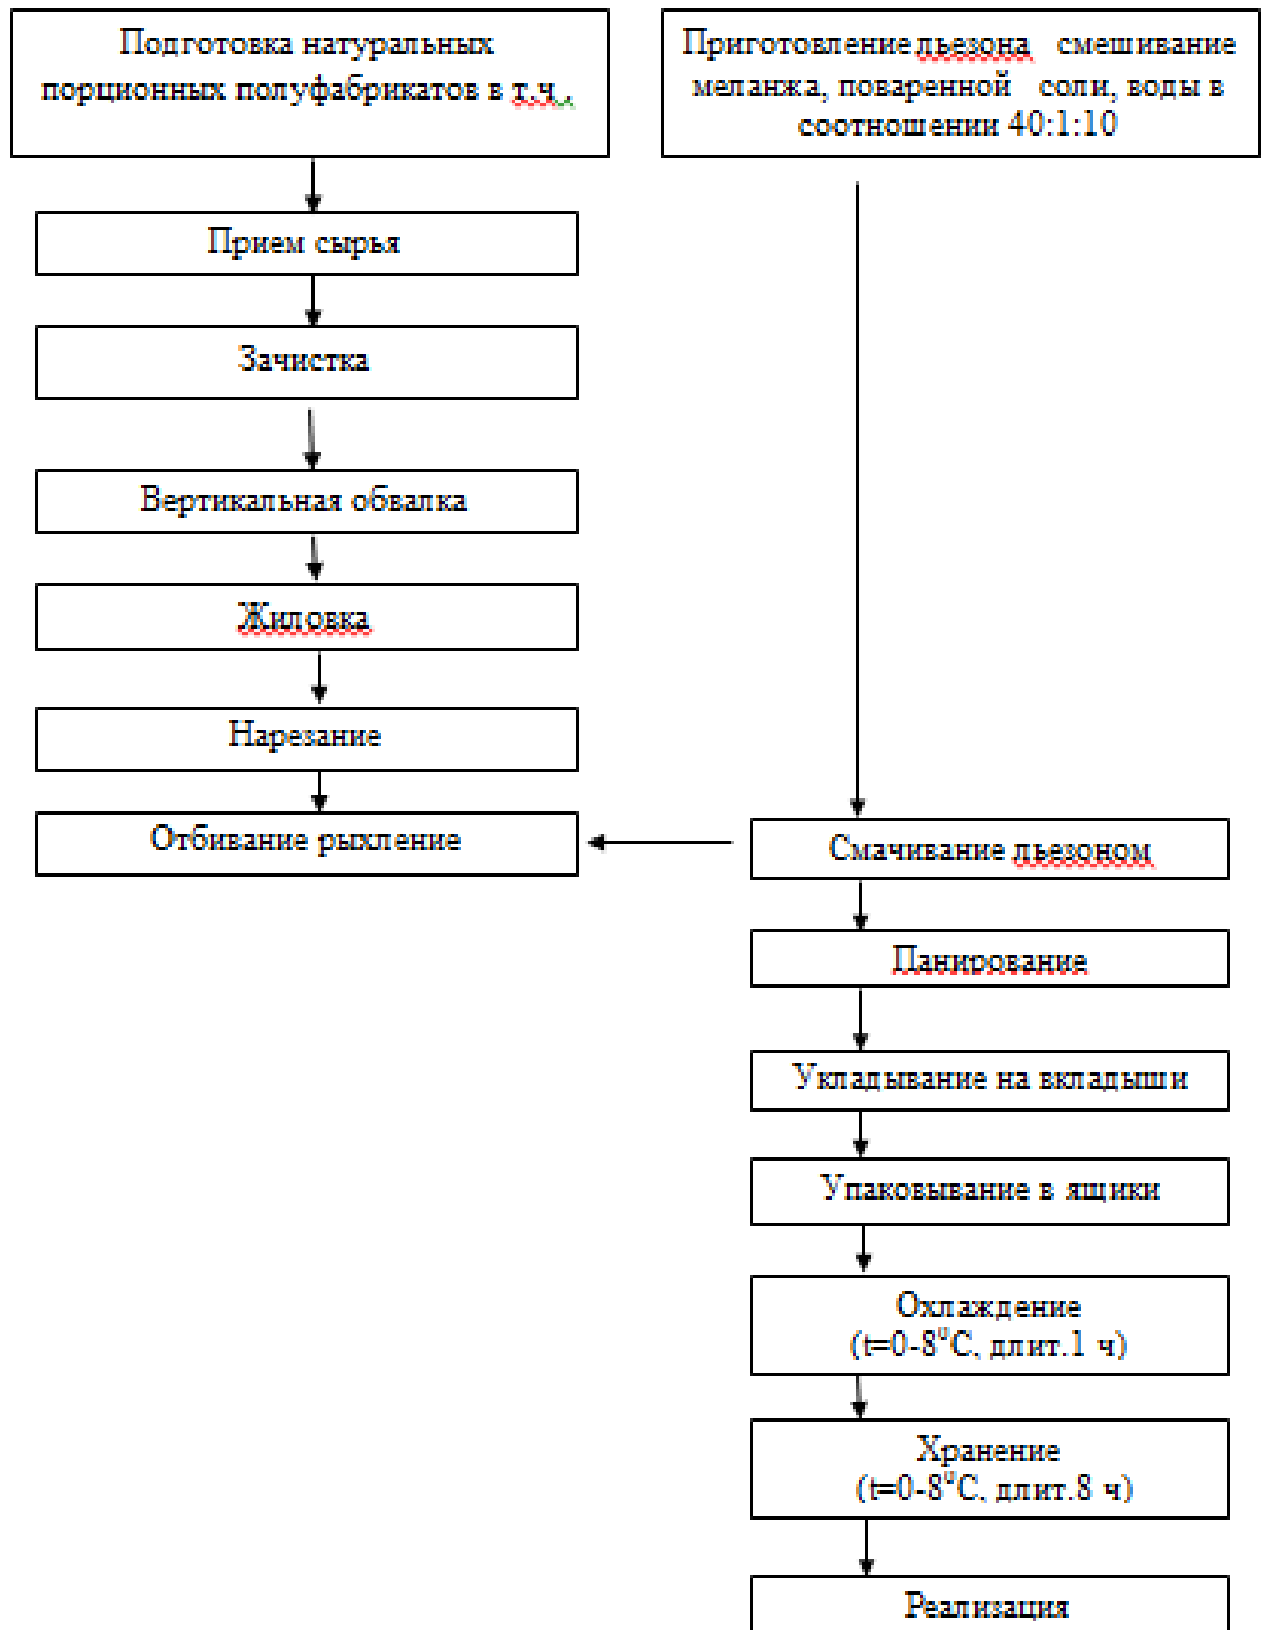 Подготовка натуральных
порционных полуфабрикатов в т.ч .
Прием сырья
Зачистка
Вертикальная обвалка
Жиловка
Нарезание
Отбивание рыхление
Приготовление льезона смешивание
меланжа, поваренной соли, воды в
соотношении 40:1:10
Смачивание льезоном
Панирование
Укладывание на вкладыши
Упаковывание в ящики
Охлаждение
(t=0-8⁰С, длит.1 ч)
Хранение
(t=0-8⁰С, длит.8 ч)
Реализация